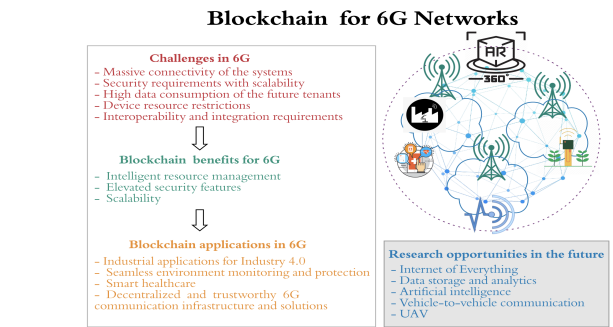 Blockchain for 6G Networks
Challenges in 6G
- Massive connectivity of the systems
- Security requirements with scalability
- High data consumption of the future tenants
- Device resource restrictions
- Interoperability and integration requirements
Blockchain benefits for 6G
- Intelligent resource management
- Elevated security features
- Scalability
Blockchain applications in 6G
- Industrial applications for Industry 4.0
- Seamless environment monitoring and protection
- Smart healthcare
- Decentralized and trustworthy 6G
communication infrastructure and solutions
AR
360°
Research opportunities in the future
- Internet of Everything
- Data storage and analytics
- Artificial intelligence
- Vehicle-to-vehicle communication
- UAV